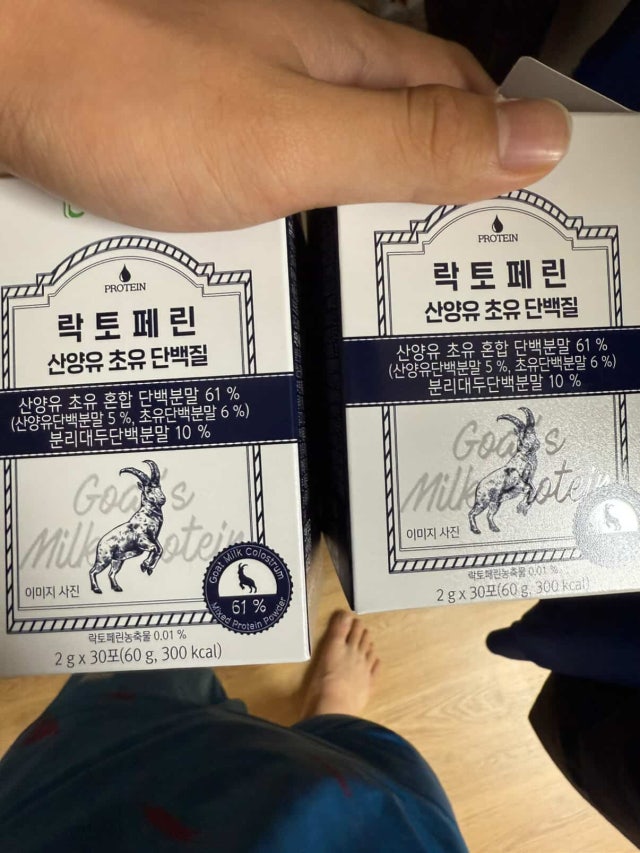 PROTEIN
락토페린
산양유 초유 단백질
산양유 초유 혼합 단백분말 61 %
(산양유단백분말 5 %, 초유단백분말 6 %)
분리대두단백분말 10 %
Goat's
Milk Protein
이미지 사진
Goat Milk Colostrum
61 %
Mixed Protein Powder
락토페린농축물 0.01 %
2 g x 30포(60 g, 300 kcal)
PROTEIN
락토페린
산양유 초유 단백질
산양유 초유 혼합 단백분말 61 %
(산양유단백분말 5 %, 초유단백분말 6 %)
분리대두단백분말 10 %
Goat's
Milk Protein
이미지 사진
락토페린농축물 0.01 %
2 g x 30포(60 g, 300 kcal)